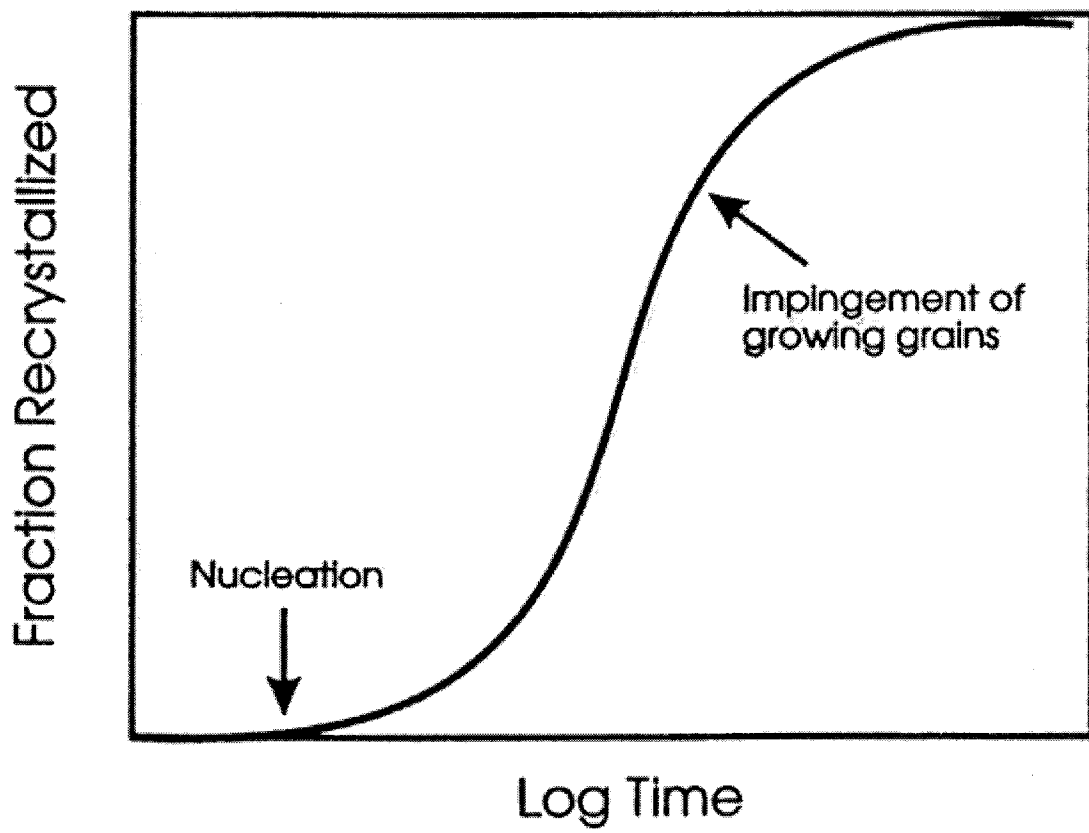 Fraction Recrystallized
Nucleation
Impingement of
growing grains
Log Time